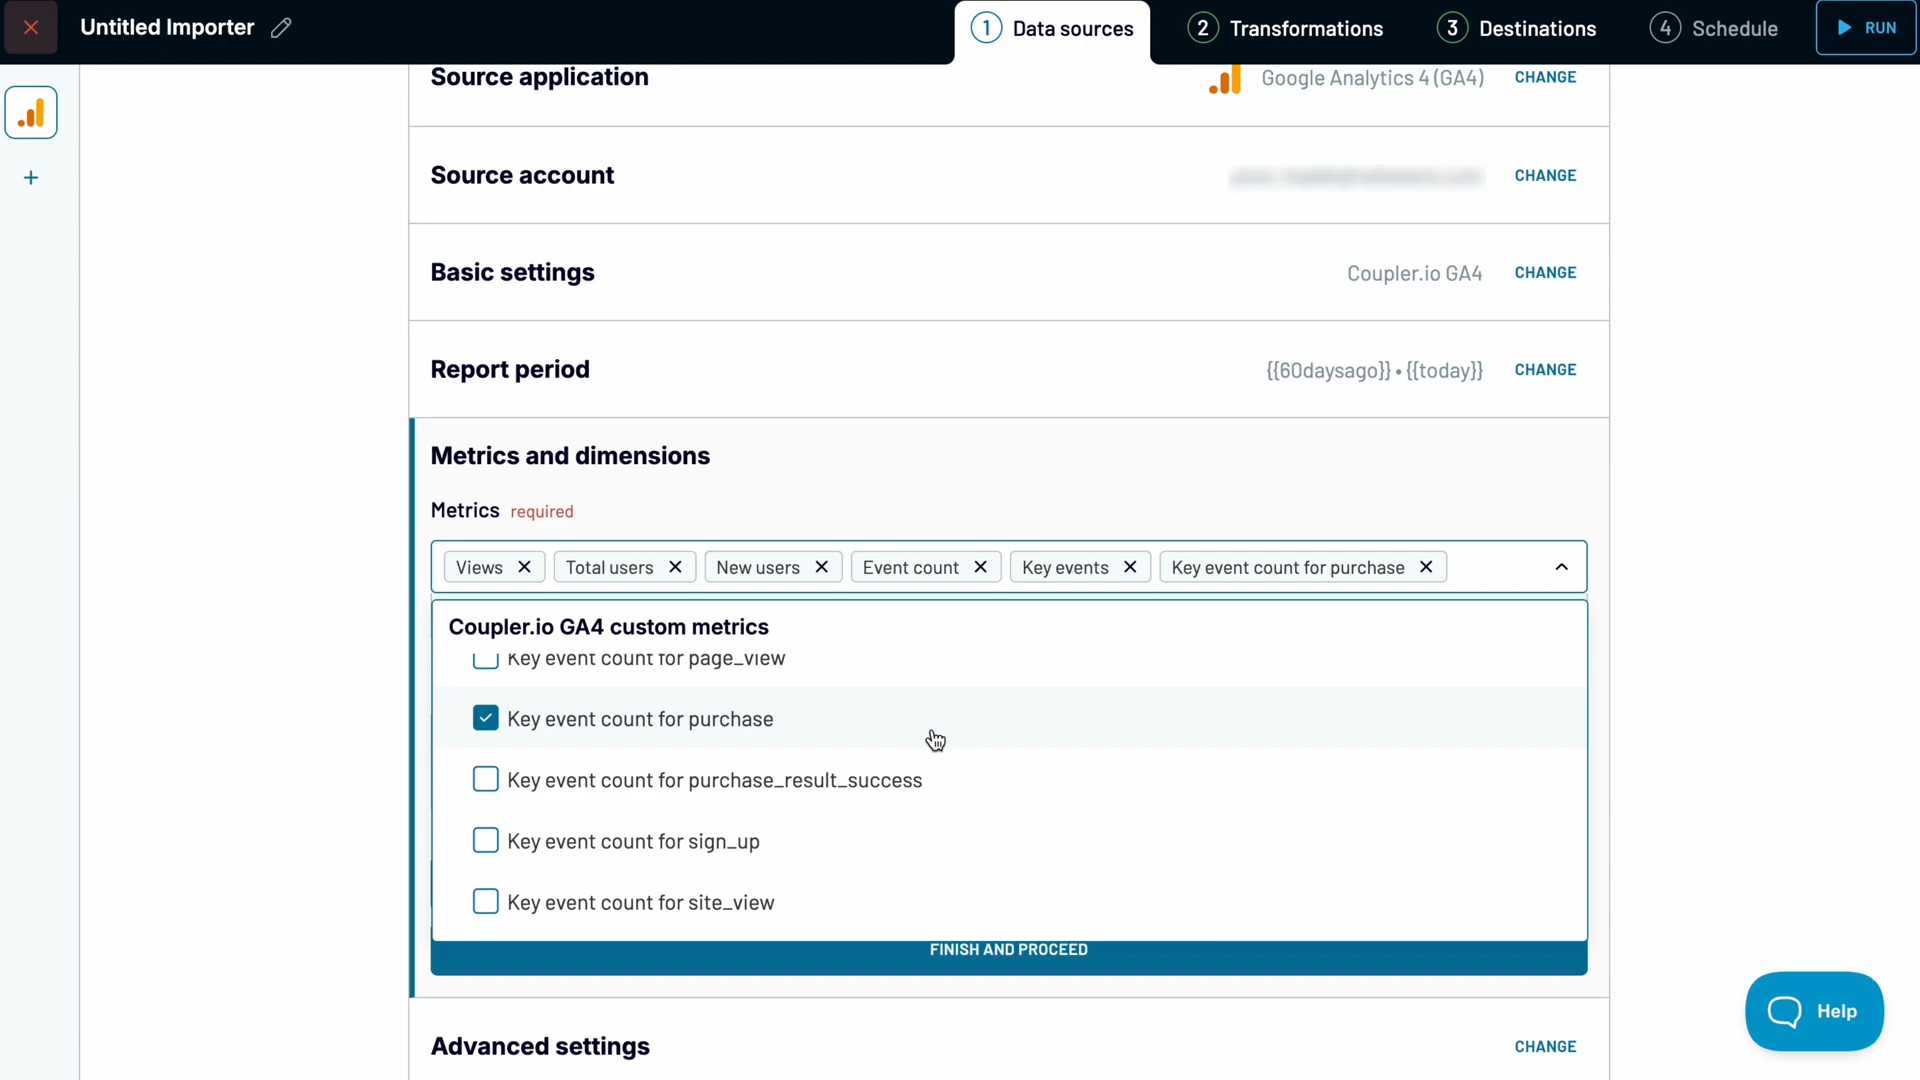 Untitled Importer
1 Data sources
2 Transformations
3 Destinations
4 Schedule
RUN
Source application
Google Analytics 4 (GA4)
CHANGE
Source account
CHANGE
Basic settings
Coupler.io GA4
CHANGE
Report period
{{60daysago}} • {{today}}
CHANGE
Metrics and dimensions
Metrics required
Views
Total users
New users
Event count
Key events
Key event count for purchase
Coupler.io GA4 custom metrics
Key event count for page_view
Key event count for purchase
Key event count for purchase_result_success
Key event count for sign_up
Key event count for site_view
FINISH AND PROCEED
Advanced settings
CHANGE
Help